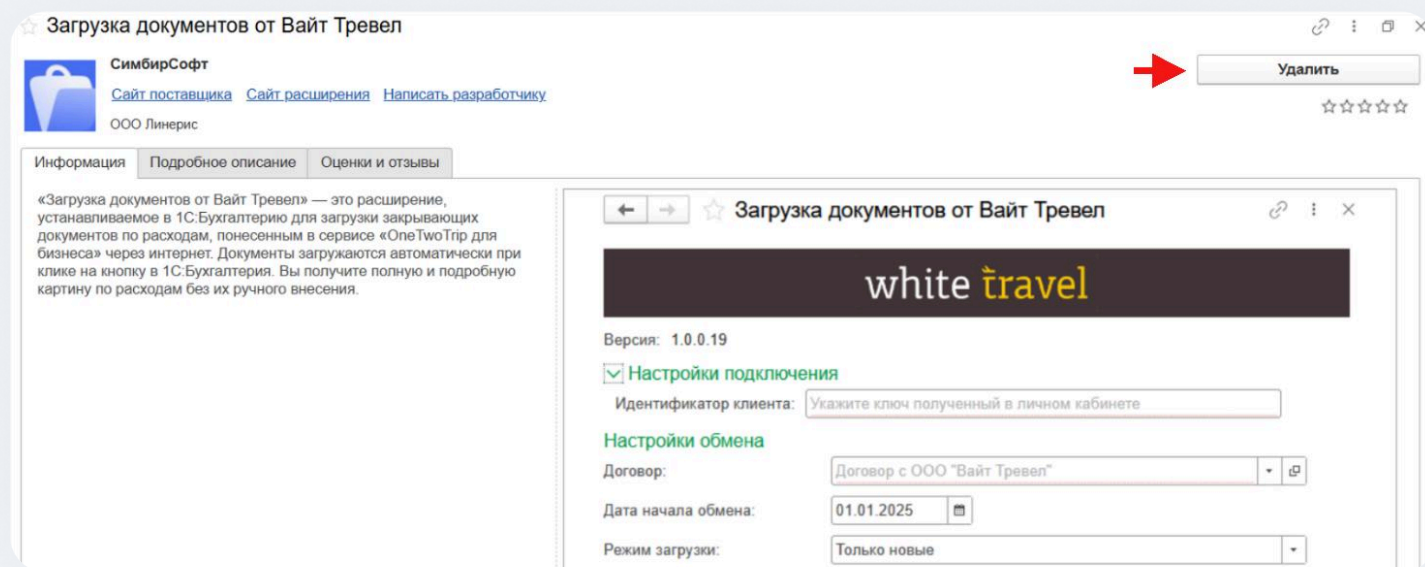 Загрузка документов от Вайт Тревел
СимбирСофт
Удалить
Сайт поставщика Сайт расширения Написать разработчику
ООО Линерис
Информация Подробное описание Оценки и отзывы
«Загрузка документов от Вайт Тревел» — это расширение,
устанавливаемое в 1С:Бухгалтерию для загрузки закрывающих
документов по расходам, понесенным в сервисе «OneTwoTrip для
бизнеса» через интернет. Документы загружаются автоматически при
клике на кнопку в 1С:Бухгалтерия. Вы получите полную и подробную
картину по расходам без их ручного внесения.
Загрузка документов от Вайт Тревел
white travel
Версия: 1.0.0.19
Настройки подключения
Идентификатор клиента: Укажите ключ полученный в личном кабинете
Настройки обмена
Договор: Договор с ООО "Вайт Тревел"
Дата начала обмена: 01.01.2025
Режим загрузки: Только новые